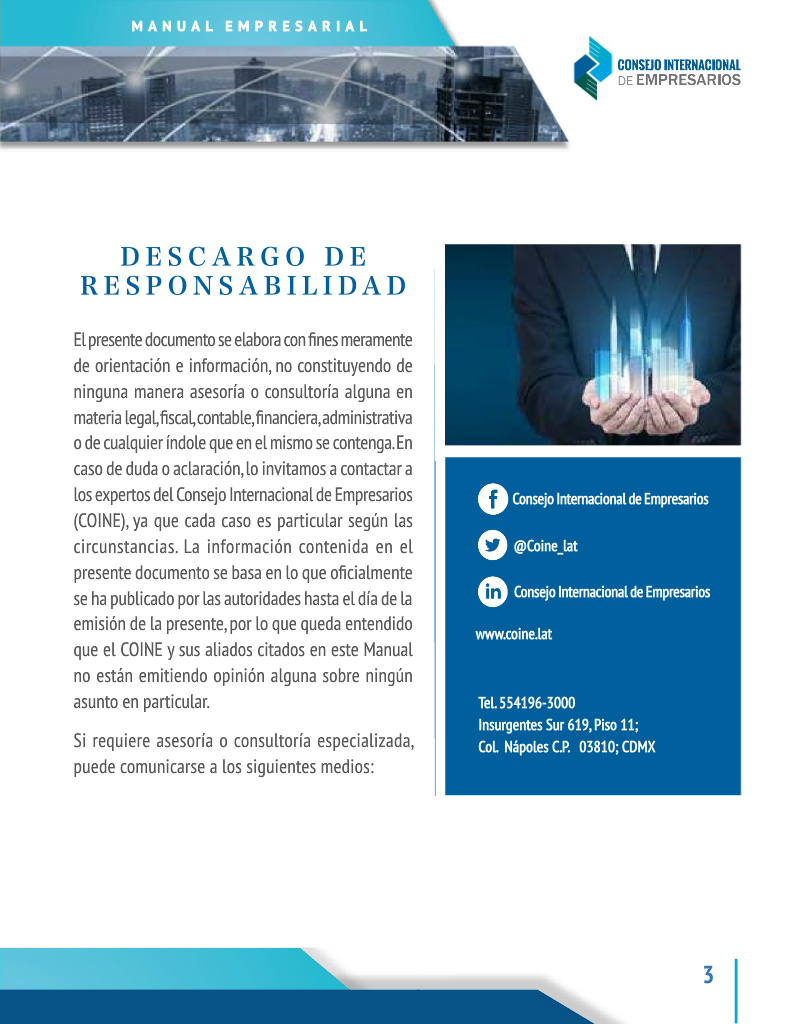 MANUAL EMPRESARIAL
CONSEJO INTERNACIONAL
DE EMPRESARIOS
DESCARGO DE
RESPONSABILIDAD
El presente documento se elabora con fines meramente
de orientación e información, no constituyendo de
ninguna manera asesoría o consultoría alguna en
materia legal, fiscal, contable, financiera, administrativa
o de cualquier índole que en el mismo se contenga. En
caso de duda o aclaración, lo invitamos a contactar a
los expertos del Consejo Internacional de Empresarios
(COINE), ya que cada caso es particular según las
circunstancias. La información contenida en el
presente documento se basa en lo que oficialmente
se ha publicado por las autoridades hasta el día de la
emisión de la presente, por lo que queda entendido
que el COINE y sus aliados citados en este Manual
no están emitiendo opinión alguna sobre ningún
asunto en particular.
Si requiere asesoría o consultoría especializada,
puede comunicarse a los siguientes medios:
Consejo Internacional de Empresarios
@Coine_lat
Consejo Internacional de Empresarios
www.coine.lat
Tel. 554196-3000
Insurgentes Sur 619, Piso 11;
Col. Nápoles C.P. 03810; CDMX
3